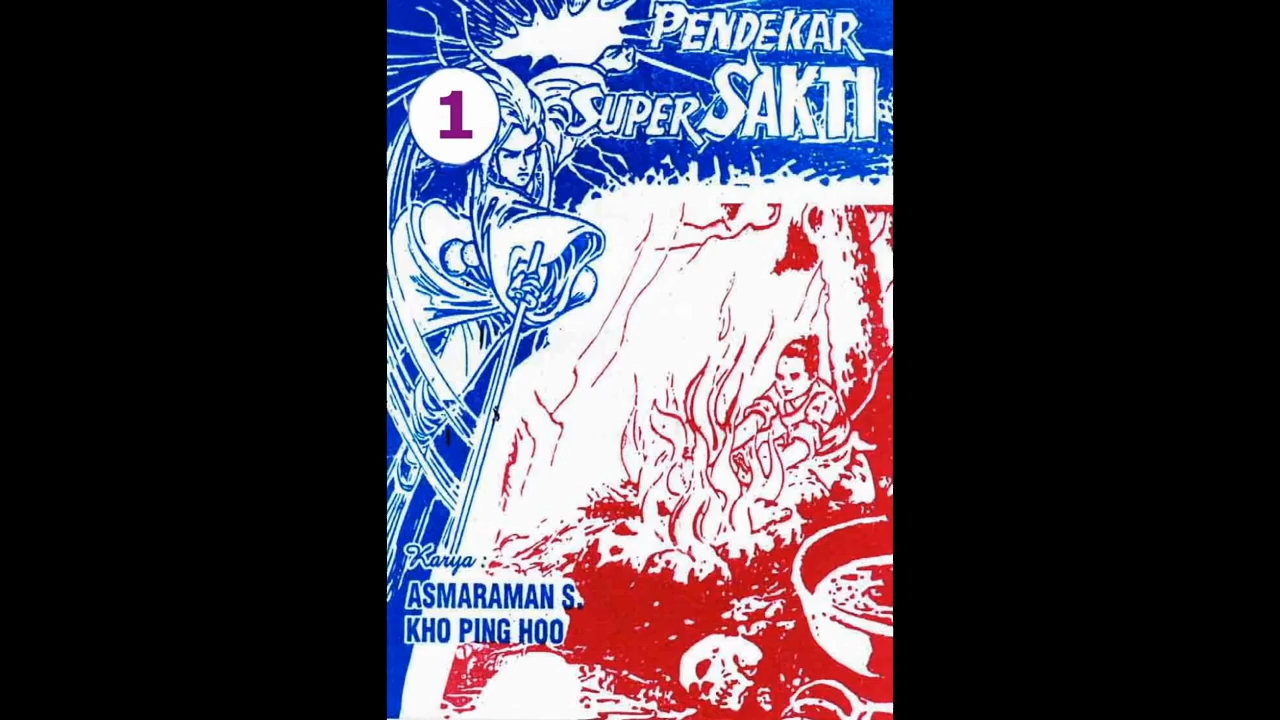 PENDEKAR
SUPER SAKTI
1
Karya :
ASMARAMAN S.
KHO PING HOO